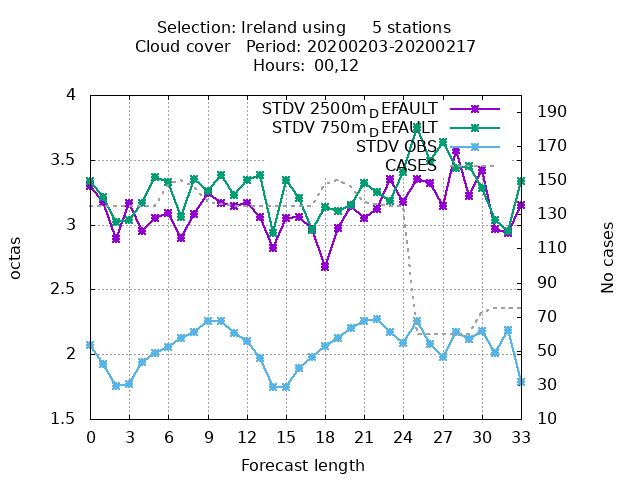 Selection: Ireland using 5 stations
Cloud cover Period: 20200203-20200217
Hours: 00,12
STDV 2500m_DEFAULT
STDV 750m_DEFAULT
STDV OBS
CASES
octas
4
3.5
3
2.5
2
1.5
190
170
150
130
110
90
70
50
30
10
No cases
0 3 6 9 12 15 18 21 24 27 30 33
Forecast length